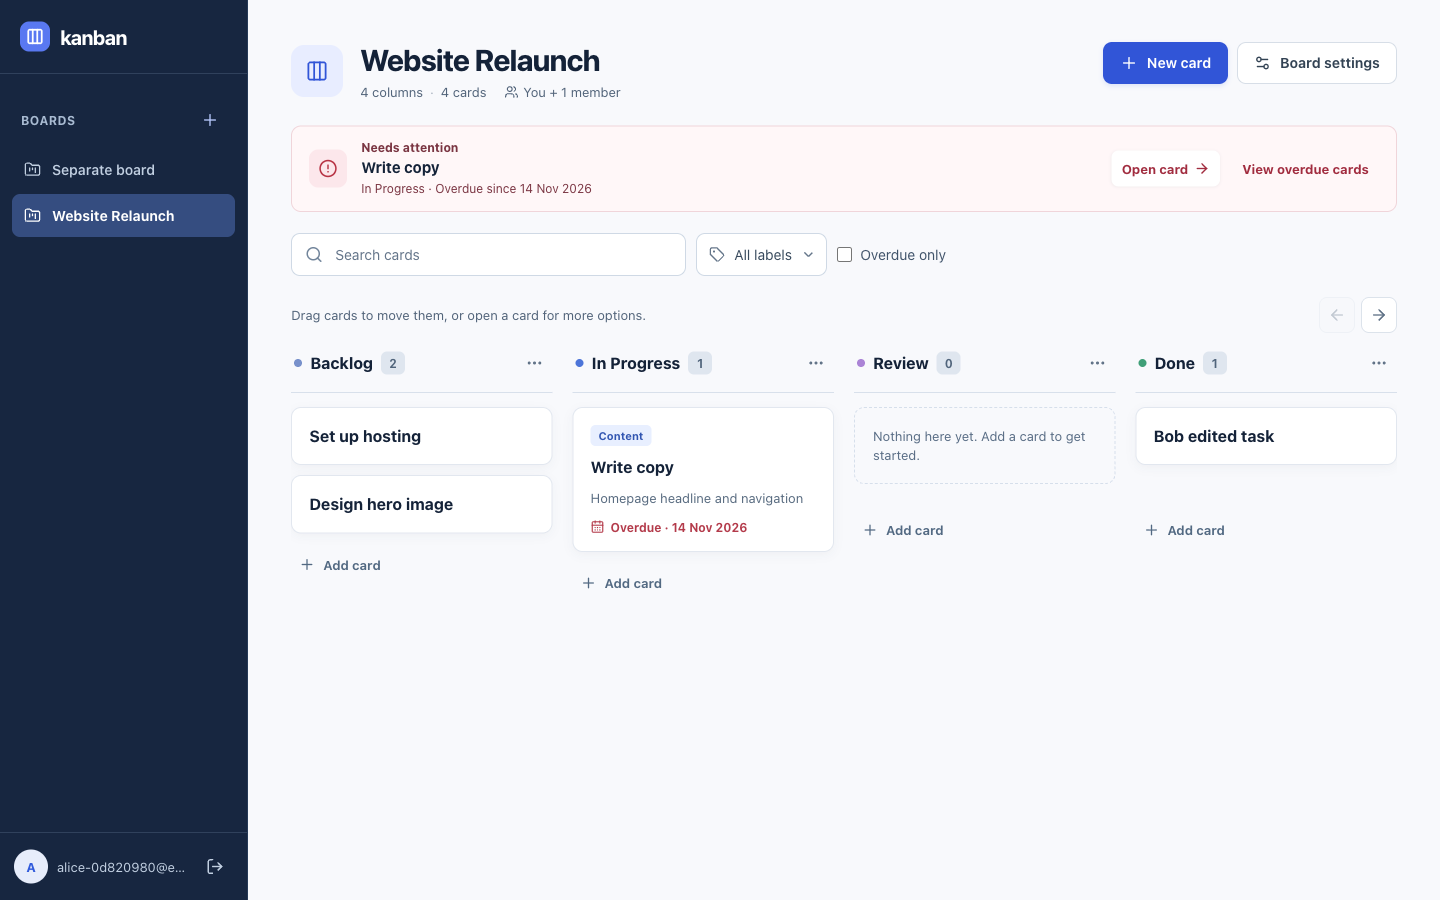 kanban
BOARDS
Separate board
Website Relaunch
A
alice-0d820980@e...
Website Relaunch
4 columns · 4 cards You + 1 member
New card
Board settings
Needs attention
Write copy
In Progress · Overdue since 14 Nov 2026
Open card
View overdue cards
Search cards
All labels
Overdue only
Drag cards to move them, or open a card for more options.
Backlog 2
Set up hosting
Design hero image
Add card
In Progress 1
Content
Write copy
Homepage headline and navigation
Overdue · 14 Nov 2026
Add card
Review 0
Nothing here yet. Add a card to get
started.
Add card
Done 1
Bob edited task
Add card